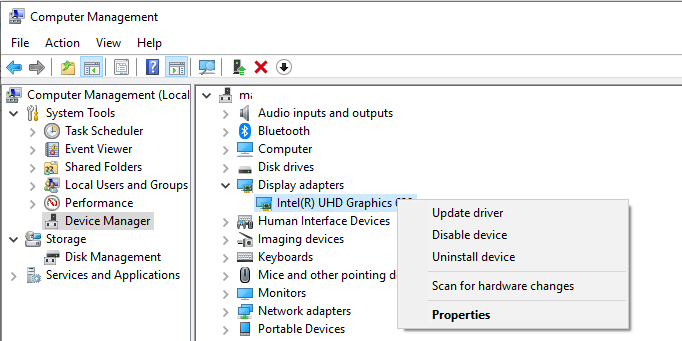 Computer Management
File Action View Help
Computer Management (Local
System Tools
Task Scheduler
Event Viewer
Shared Folders
Local Users and Groups
Performance
Device Manager
Storage
Disk Management
Services and Applications
Audio inputs and outputs
Bluetooth
Computer
Disk drives
Display adapters
Intel(R) UHD Graphics
Human Interface Devices
Imaging devices
Keyboards
Mice and other pointing
Monitors
Network adapters
Portable Devices
Update driver
Disable device
Uninstall device
Scan for hardware changes
Properties